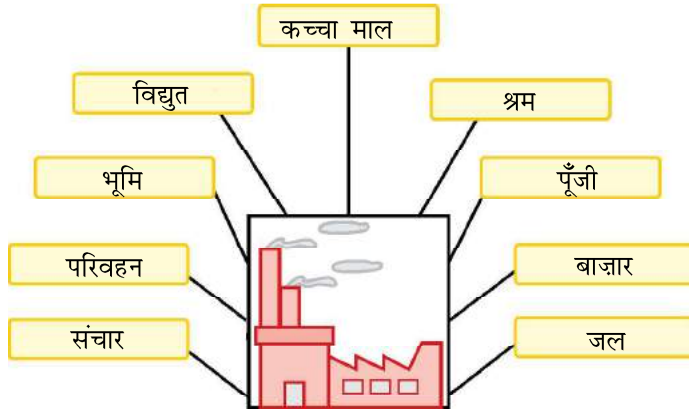 कच्चा माल
विद्युत
श्रम
भूमि
पूँजी
परिवहन
बाज़ार
संचार
जल